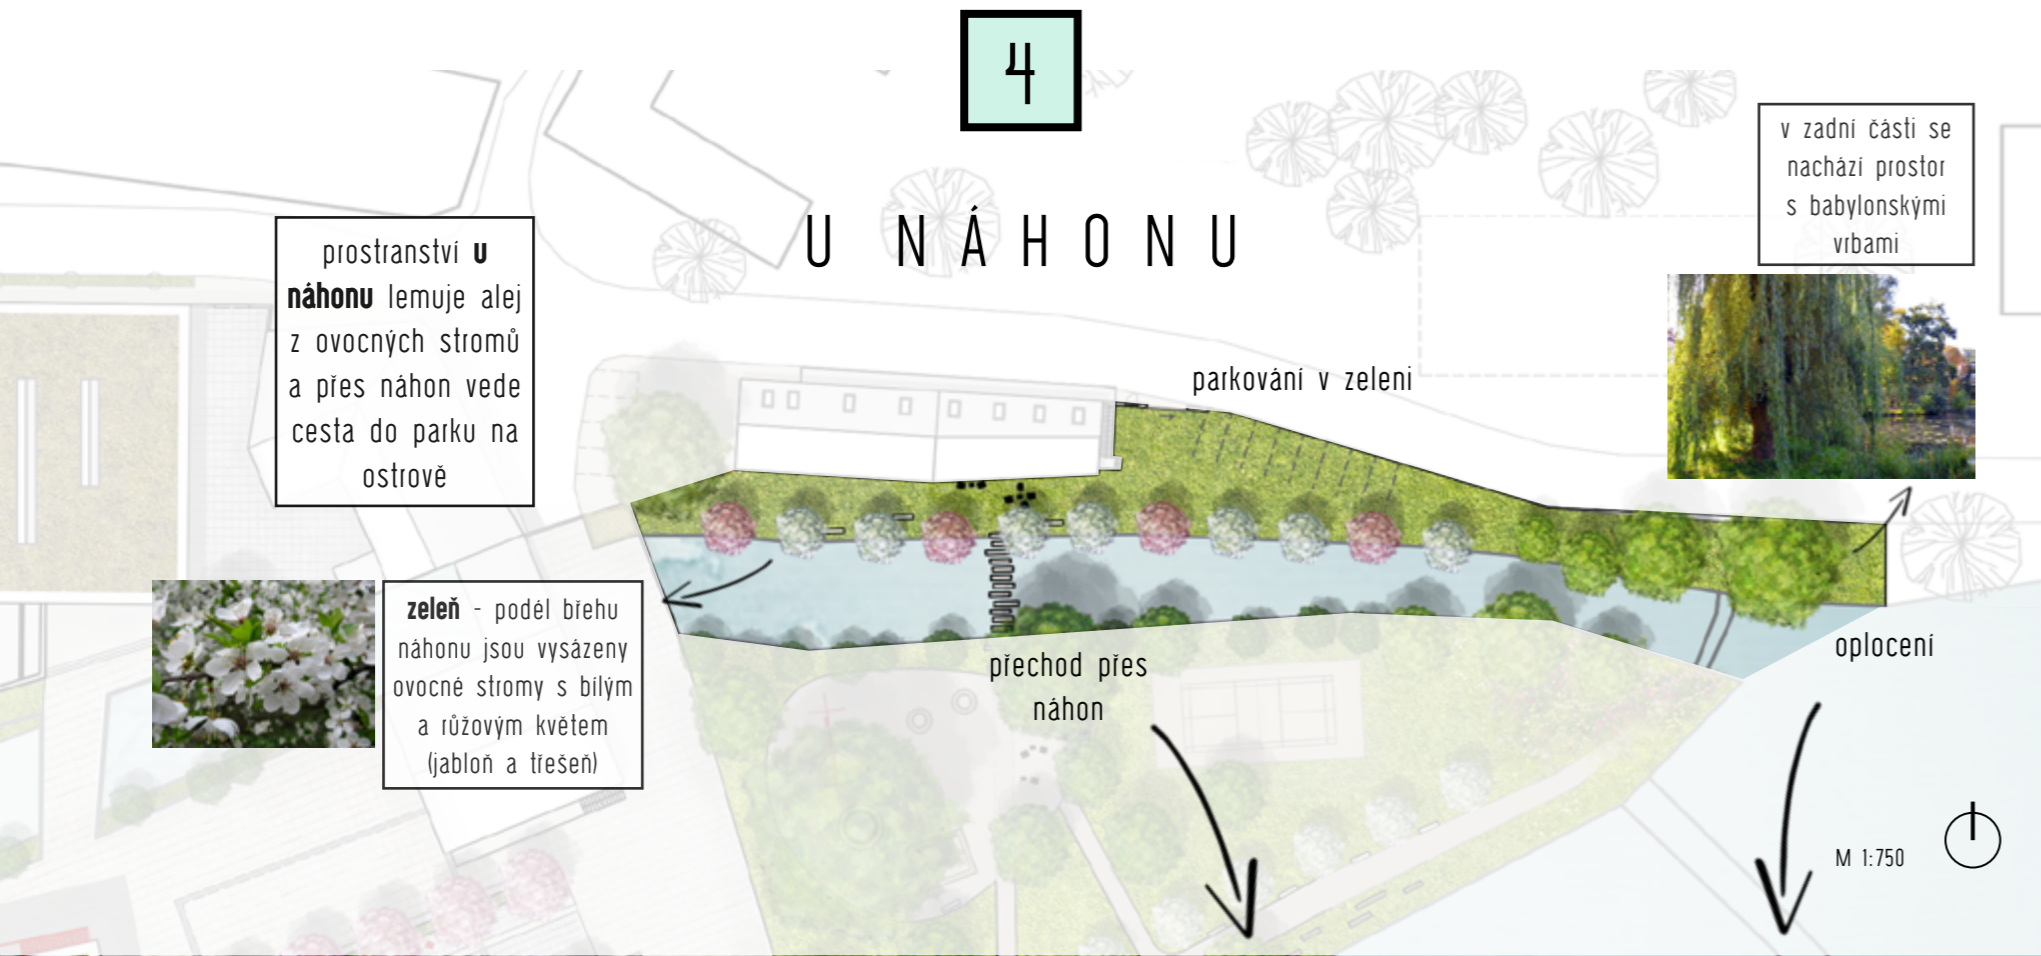 4
U NÁHONU
v zadní části se
nachází prostor
s babylonskými
vrbami
prostranství u
náhonu lemuje alej
z ovocných stromů
a přes náhon vede
cesta do parku na
ostrově
parkování v zeleni
zeleň - podél břehu
náhonu jsou vysázeny
ovocné stromy s bílým
a růžovým květem
(jabloň a třešeň)
přechod přes
náhon
oplocení
M 1:750